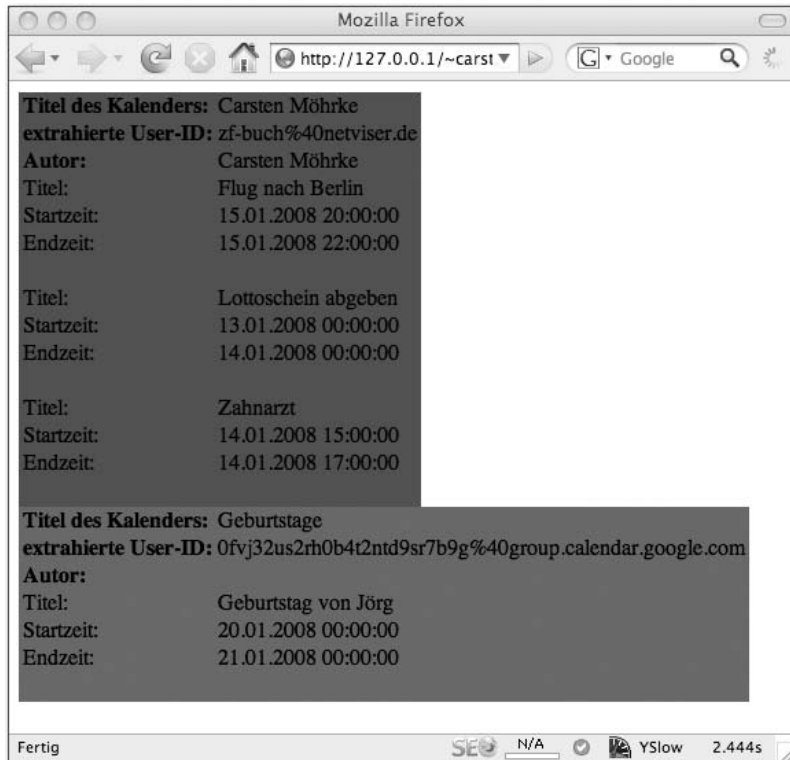 Mozilla Firefox
http://127.0.0.1/~carst
G Google
Titel des Kalenders: Carsten Möhrke
extrahierte User-ID: zf-buch%40netviser.de
Autor: Carsten Möhrke
Titel: Flug nach Berlin
Startzeit: 15.01.2008 20:00:00
Endzeit: 15.01.2008 22:00:00
Titel: Lottoschein abgeben
Startzeit: 13.01.2008 00:00:00
Endzeit: 14.01.2008 00:00:00
Titel: Zahnarzt
Startzeit: 14.01.2008 15:00:00
Endzeit: 14.01.2008 17:00:00
Titel des Kalenders: Geburtstage
extrahierte User-ID: 0fvj32us2rh0b4t2ntd9sr7b9g%40group.calendar.google.com
Autor:
Titel: Geburtstag von Jörg
Startzeit: 20.01.2008 00:00:00
Endzeit: 21.01.2008 00:00:00
Fertig SEO N/A YSlow 2.444s